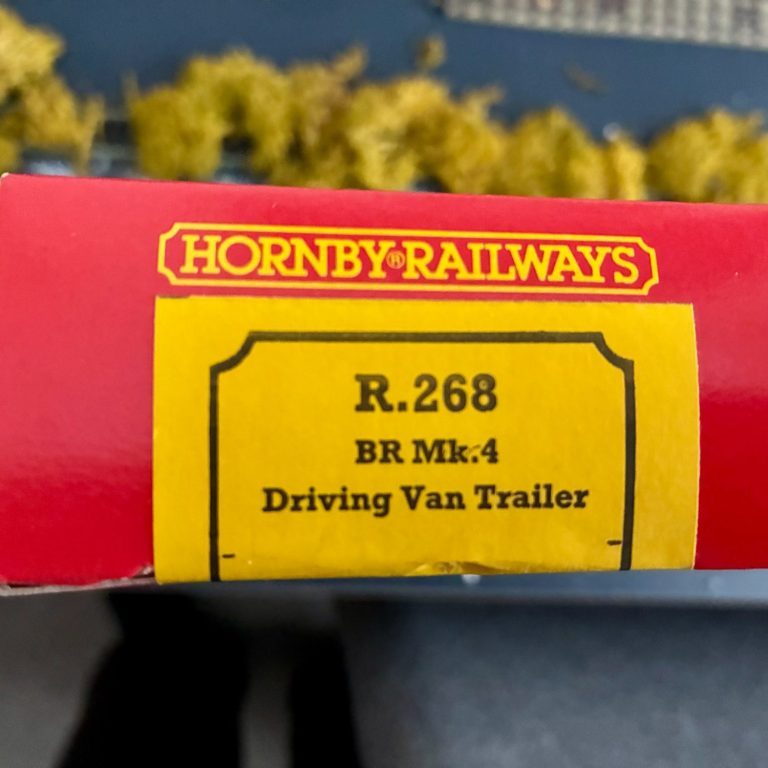 HORNBY®RAILWAYS
R.268
BR Mk.4
Driving Van Trailer